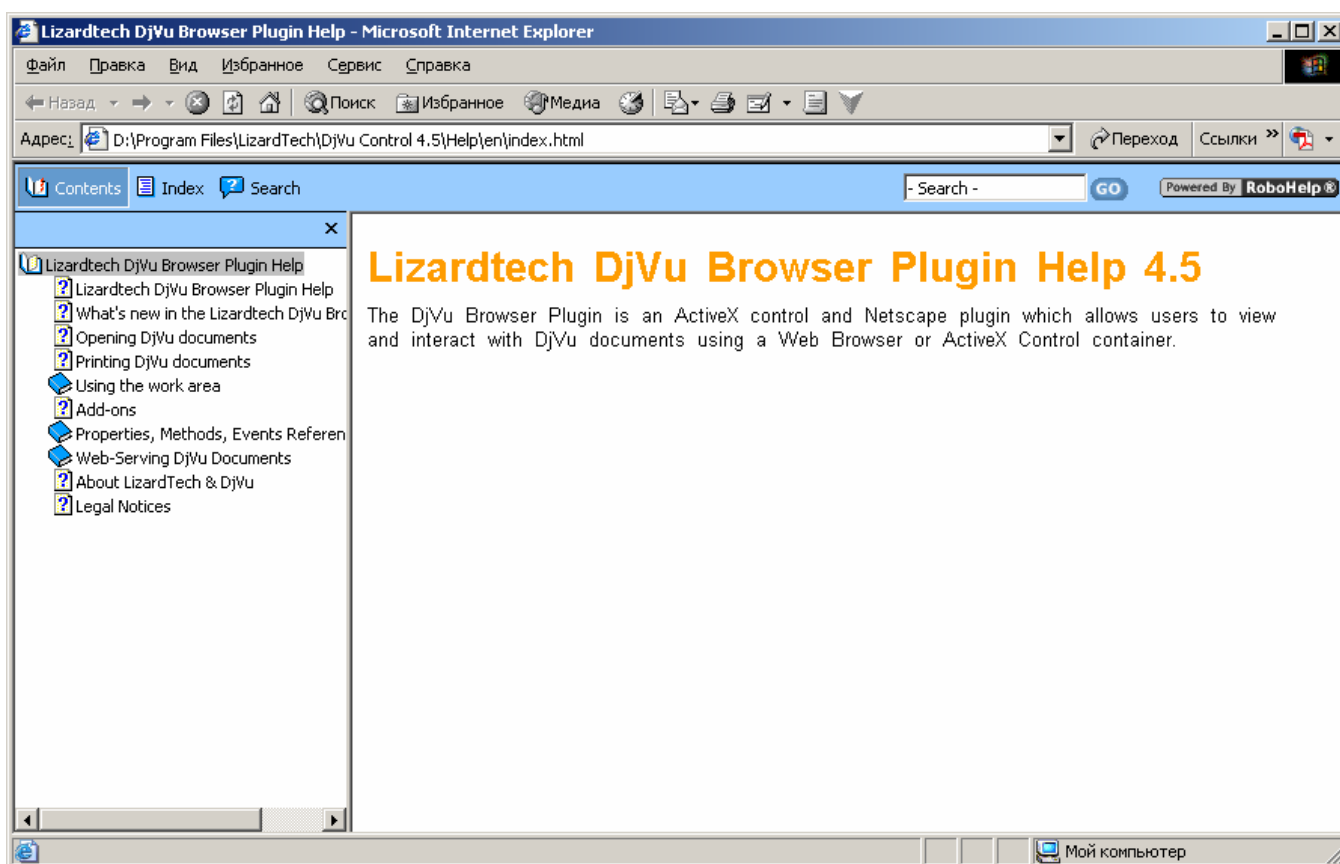 Lizardtech DjVu Browser Plugin Help - Microsoft Internet Explorer
Файл Правка Вид Избранное Сервис Справка
Назад Поиск Избранное Медиа
Адрес: D:\Program Files\LizardTech\DjVu Control 4.5\Help\en\index.html Переход Ссылки »
Contents Index Search - Search - GO Powered By RoboHelp ®
Lizardtech DjVu Browser Plugin Help
Lizardtech DjVu Browser Plugin Help
What's new in the Lizardtech DjVu Brc
Opening DjVu documents
Printing DjVu documents
Using the work area
Add-ons
Properties, Methods, Events Referen
Web-Serving DjVu Documents
About LizardTech & DjVu
Legal Notices
Lizardtech DjVu Browser Plugin Help 4.5
The DjVu Browser Plugin is an ActiveX control and Netscape plugin which allows users to view
and interact with DjVu documents using a Web Browser or ActiveX Control container.
Мой компьютер